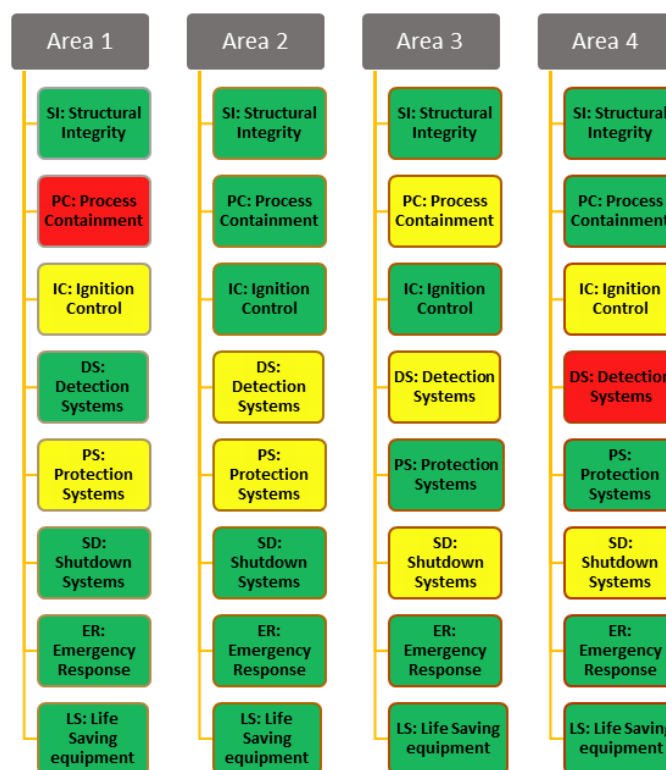 Area 1
SI: Structural
Integrity
PC: Process
Containment
IC: Ignition
Control
DS:
Detection
Systems
PS:
Protection
Systems
SD:
Shutdown
Systems
ER:
Emergency
Response
LS: Life
Saving
equipment
Area 2
SI: Structural
Integrity
PC: Process
Containment
IC: Ignition
Control
DS:
Detection
Systems
PS:
Protection
Systems
SD:
Shutdown
Systems
ER:
Emergency
Response
LS: Life
Saving
equipment
Area 3
SI: Structural
Integrity
PC: Process
Containment
IC: Ignition
Control
DS: Detection
Systems
PS: Protection
Systems
SD:
Shutdown
Systems
ER:
Emergency
Response
LS: Life Saving
equipment
Area 4
SI: Structural
Integrity
PC: Process
Containment
IC: Ignition
Control
DS: Detection
Systems
PS:
Protection
Systems
SD:
Shutdown
Systems
ER:
Emergency
Response
LS: Life Saving
equipment